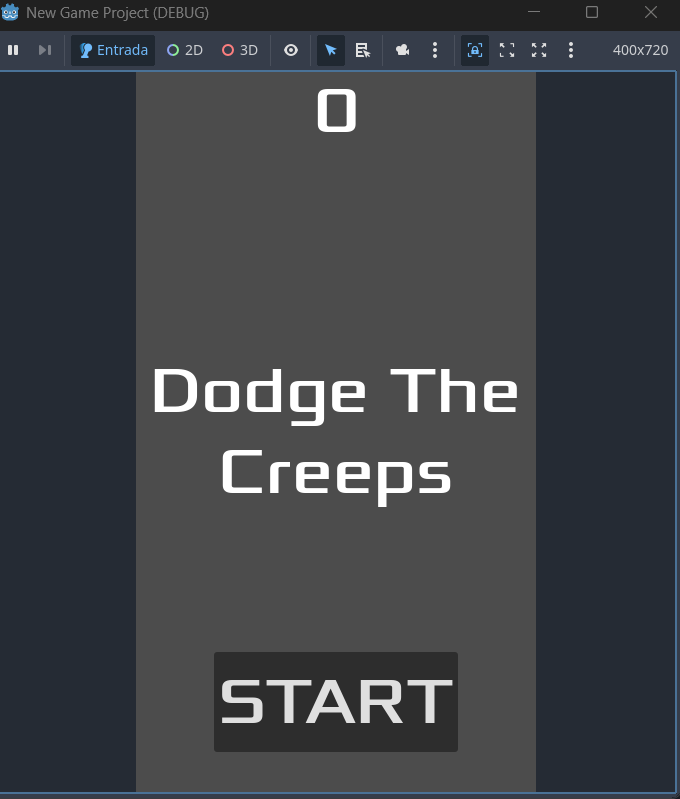 New Game Project (DEBUG)
Entrada 2D 3D 400x720
0
Dodge The
Creeps
START